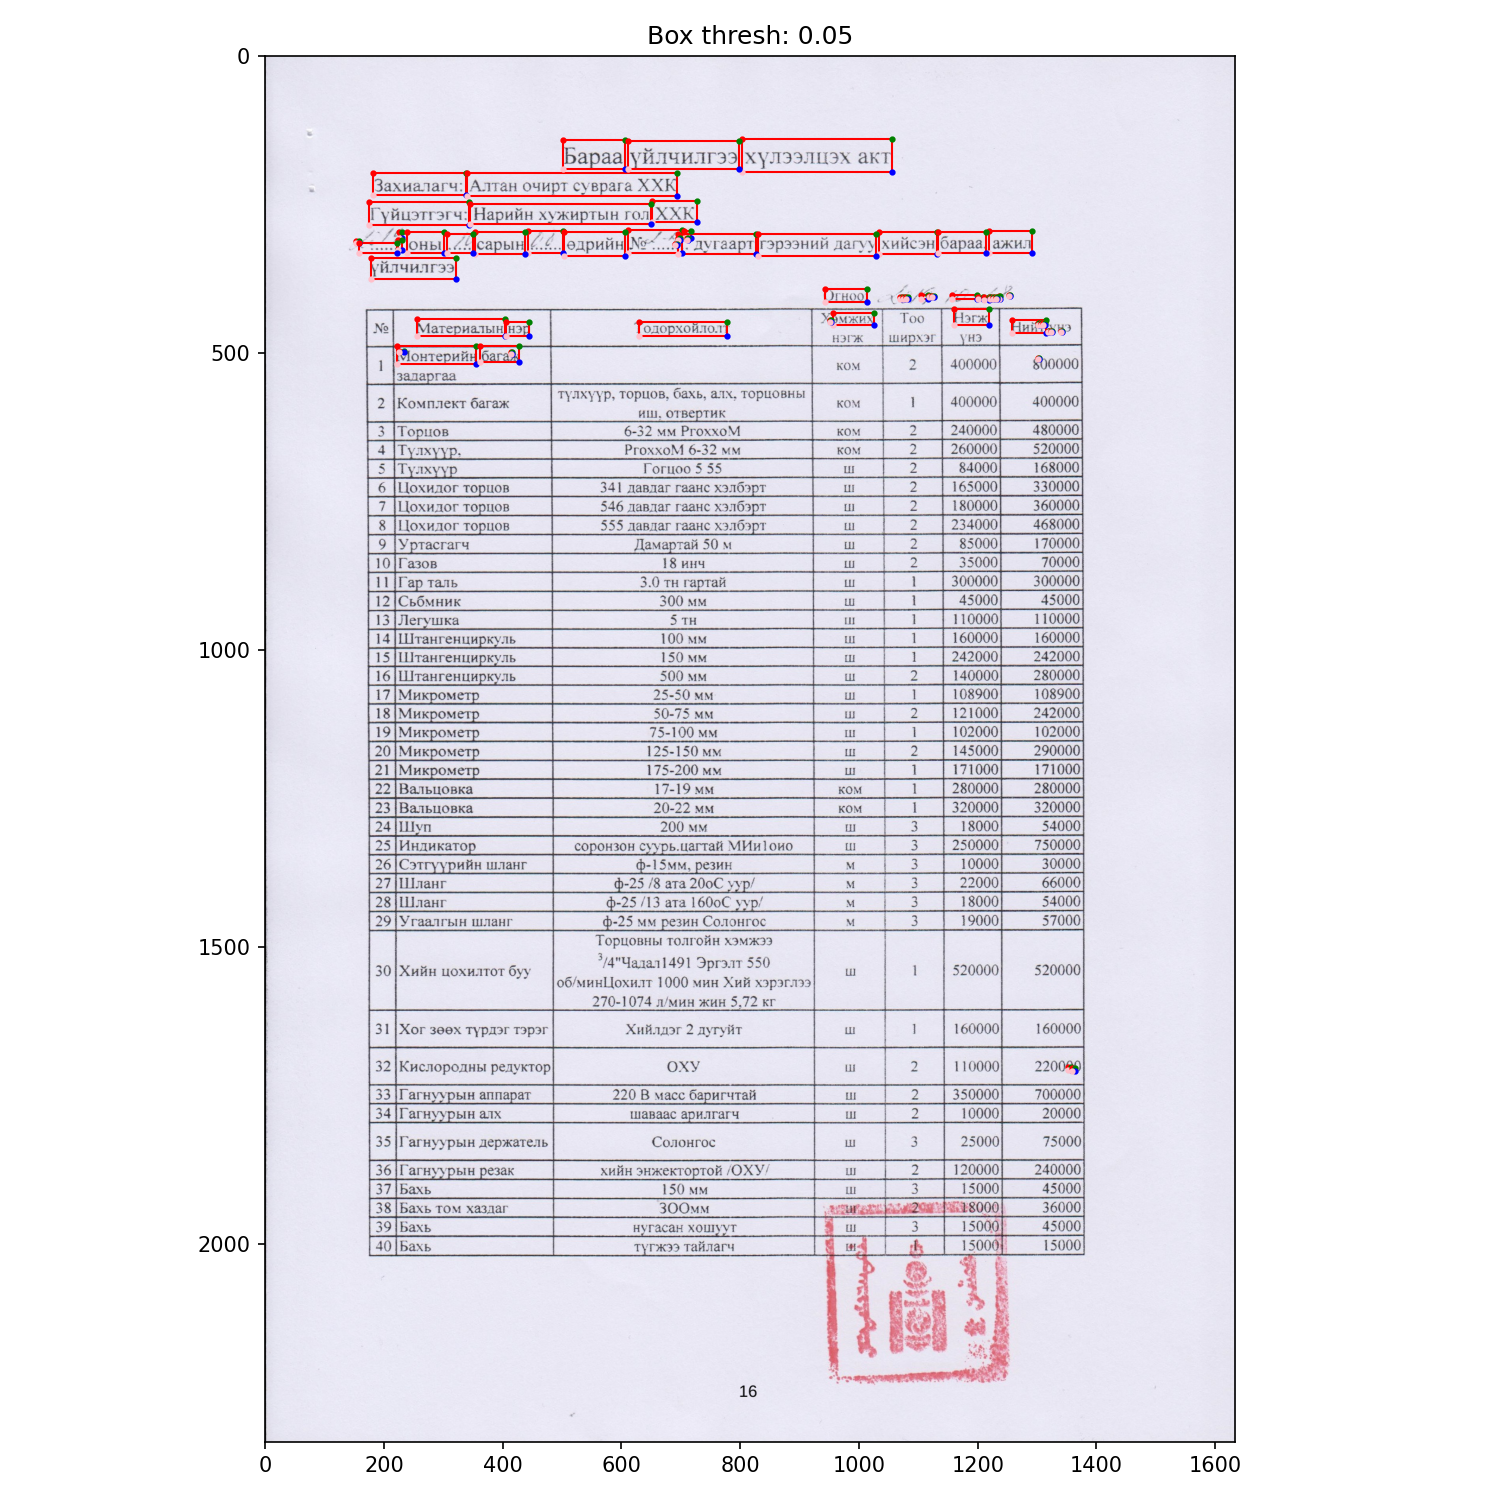 Box thresh: 0.05
Бараа үйлчилгээ хүлээлцэх акт
Захиалагч: Алтан очирт суврага ХХК
Гүйцэтгэгч: Нарийн хужиртын гол ХХК
оны сарын өдрийн № дугаарт гэрээний дагуу хийсэн бараа ажил
үйлчилгээ
Огноо
№ Материалын нэр Тодорхойлолт Хэмжих нэгж Тоо ширхэг Нэгж үнэ Нийт үнэ
1 Монтерийн багаж задаргаа ком 2 400000 800000
2 Комплект багаж түлхүүр, торцов, бахь, алх, торцовны иш, отвертик ком 1 400000 400000
3 Торцов 6-32 мм РгоххоМ ком 2 240000 480000
4 Түлхүүр, РгоххоМ 6-32 мм ком 2 260000 520000
5 Түлхүүр Гогцоо 5 55 ш 2 84000 168000
6 Цохидог торцов 341 давдаг гаанс хэлбэрт ш 2 165000 330000
7 Цохидог торцов 546 давдаг гаанс хэлбэрт ш 2 180000 360000
8 Цохидог торцов 555 давдаг гаанс хэлбэрт ш 2 234000 468000
9 Уртасгагч Дамартай 50 м ш 2 85000 170000
10 Газов 18 инч ш 2 35000 70000
11 Гар таль 3.0 тн гартай ш 1 300000 300000
12 Сьбмник 300 мм ш 1 45000 45000
13 Легушка 5 тн ш 1 110000 110000
14 Штангенциркуль 100 мм ш 1 160000 160000
15 Штангенциркуль 150 мм ш 1 242000 242000
16 Штангенциркуль 500 мм ш 2 140000 280000
17 Микрометр 25-50 мм ш 1 108900 108900
18 Микрометр 50-75 мм ш 2 121000 242000
19 Микрометр 75-100 мм ш 1 102000 102000
20 Микрометр 125-150 мм ш 2 145000 290000
21 Микрометр 175-200 мм ш 1 171000 171000
22 Вальцовка 17-19 мм ком 1 280000 280000
23 Вальцовка 20-22 мм ком 1 320000 320000
24 Шуп 200 мм ш 3 18000 54000
25 Индикатор соронзон суурь.цагтай МИи1оио ш 3 250000 750000
26 Сэтгүүрийн шланг ф-15мм, резин м 3 10000 30000
27 Шланг ф-25 /8 ата 20оС уур/ м 3 22000 66000
28 Шланг ф-25 /13 ата 160оС уур/ м 3 18000 54000
29 Угаалгын шланг ф-25 мм резин Солонгос м 3 19000 57000
30 Хийн цохилтот буу Торцовны толгойн хэмжээ 3/4"Чадал1491 Эргэлт 550 об/минЦохилт 1000 мин Хий хэрэглээ 270-1074 л/мин жин 5,72 кг ш 1 520000 520000
31 Хог зөөх түрдэг тэрэг Хийлдэг 2 дугуйт ш 1 160000 160000
32 Кислородны редуктор ОХУ ш 2 110000 220000
33 Гагнуурын аппарат 220 В масс баригчтай ш 2 350000 700000
34 Гагнуурын алх шаваас арилгагч ш 2 10000 20000
35 Гагнуурын держатель Солонгос ш 3 25000 75000
36 Гагнуурын резак хийн энжектортой /ОХУ/ ш 2 120000 240000
37 Бахь 150 мм ш 3 15000 45000
38 Бахь том хаздаг 3ООмм ш 2 18000 36000
39 Бахь нугасан хошуут ш 3 15000 45000
40 Бахь түгжээ тайлагч ш 1 15000 15000
16
0
500
1000
1500
2000
0 200 400 600 800 1000 1200 1400 1600